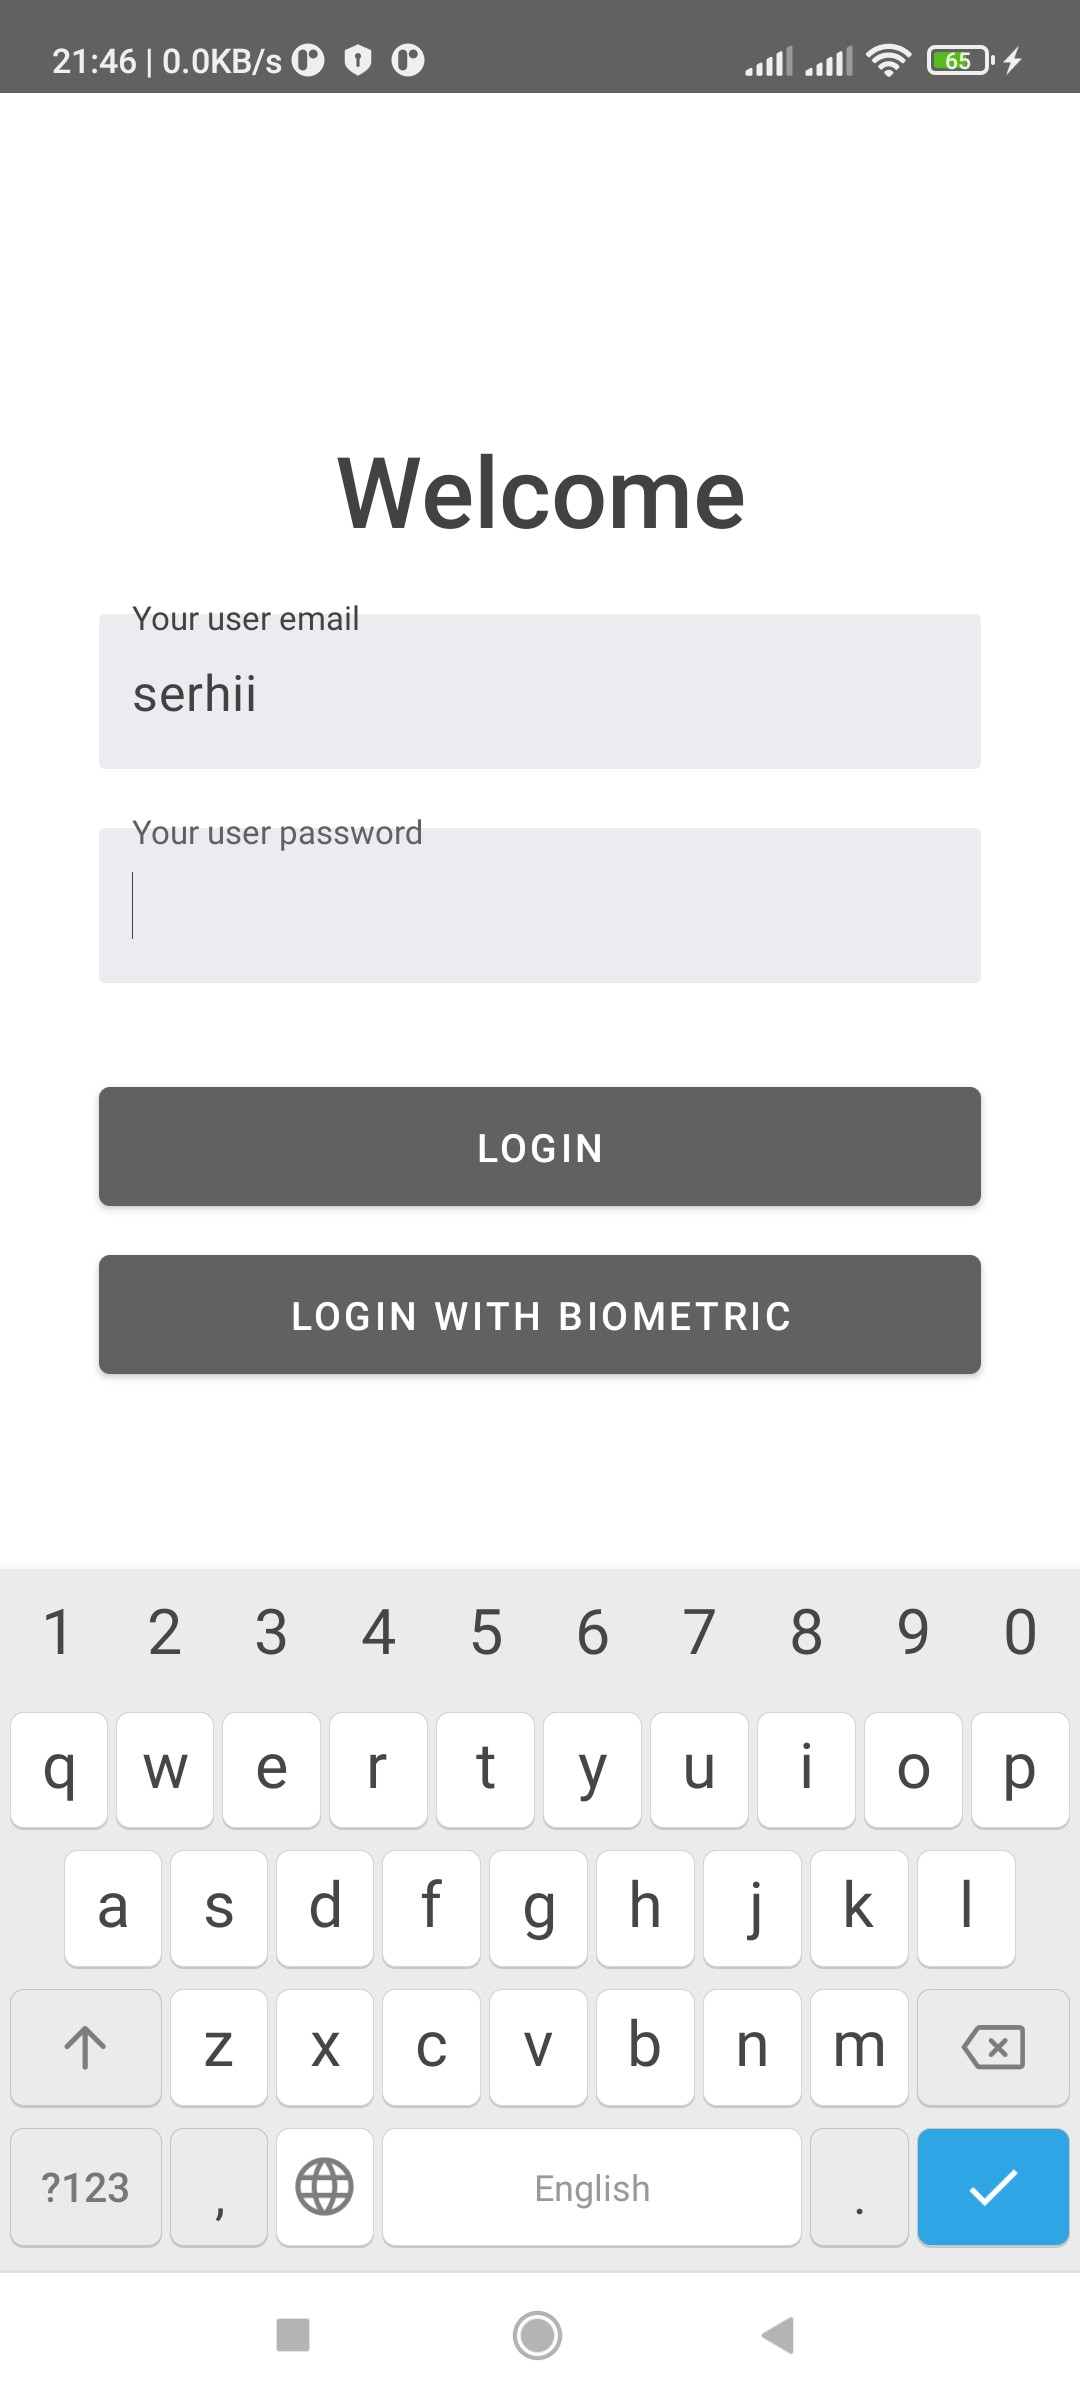 21:46 | 0.0KB/s 65
Welcome
Your user email
serhii
Your user password
LOGIN
LOGIN WITH BIOMETRIC
1 2 3 4 5 6 7 8 9 0
q w e r t y u i o p
a s d f g h j k l
z x c v b n m
?123 , English .